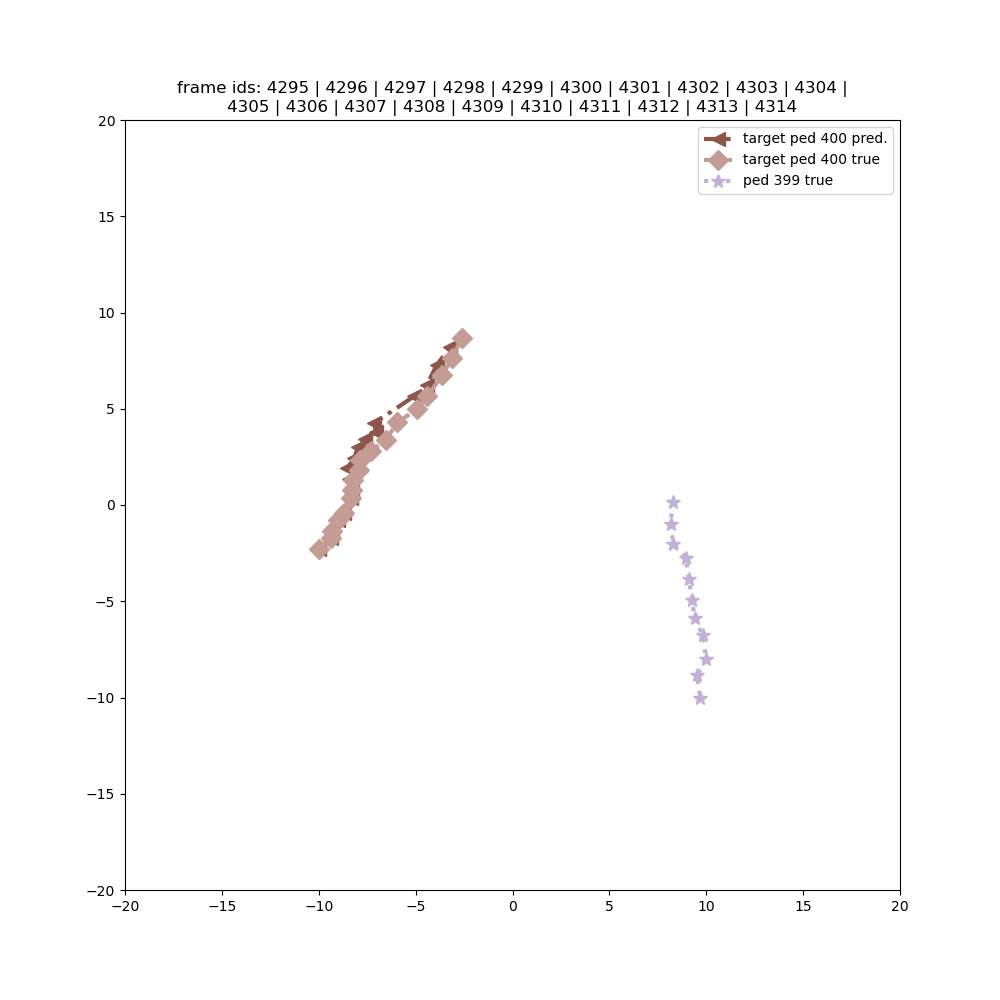 frame ids: 4295 | 4296 | 4297 | 4298 | 4299 | 4300 | 4301 | 4302 | 4303 | 4304 |
4305 | 4306 | 4307 | 4308 | 4309 | 4310 | 4311 | 4312 | 4313 | 4314
target ped 400 pred.
target ped 400 true
ped 399 true
20
15
10
5
0
−5
−10
−15
−20
−20 −15 −10 −5 0 5 10 15 20